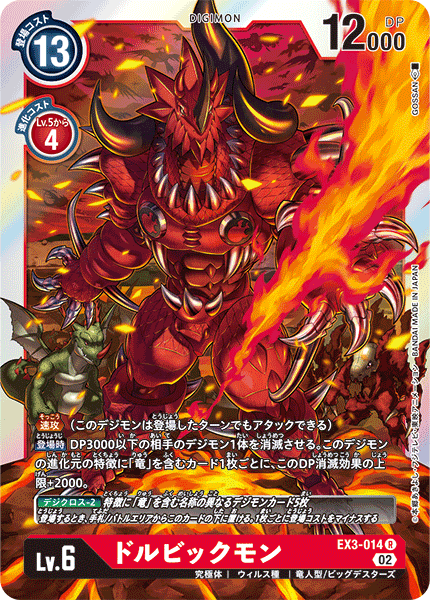 DIGIMON
登場コスト
13
DP
12000
進化コスト
Lv.5から
4
GOSSAN
©本郷あきよし・フジテレビ・東映アニメーション BANDAI MADE IN JAPAN
速攻 (このデジモンは登場したターンでもアタックできる)
登場時 DP3000以下の相手のデジモン1体を消滅させる。このデジモン
の進化元の特徴に「竜」を含むカード1枚ごとに、このDP消滅効果の上
限+2000。
デジクロス-2 特徴に「竜」を含む名称の異なるデジモンカード5枚
登場するとき、手札/バトルエリアからこのカードの下に置ける。1枚ごとに登場コストをマイナスする
Lv.6
ドルビックモン
EX3-014 R
02
究極体 | ウィルス種 | 竜人型/ビッグデスターズ